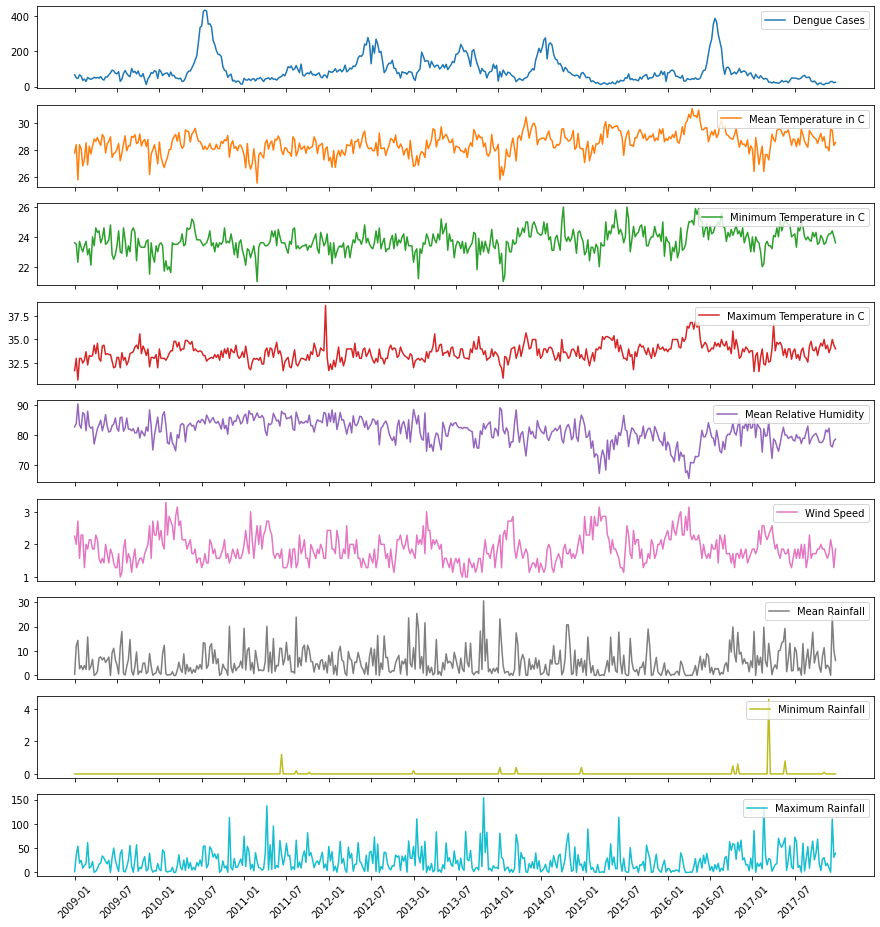 Dengue Cases
400
200
0
Mean Temperature in C
30
28
26
Minimum Temperature in C
26
24
22
Maximum Temperature in C
37.5
35.0
32.5
Mean Relative Humidity
90
80
70
Wind Speed
3
2
1
Mean Rainfall
30
20
10
0
Minimum Rainfall
4
2
0
Maximum Rainfall
150
100
50
0
2009-01 2009-07 2010-01 2010-07 2011-01 2011-07 2012-01 2012-07 2013-01 2013-07 2014-01 2014-07 2015-01 2015-07 2016-01 2016-07 2017-01 2017-07